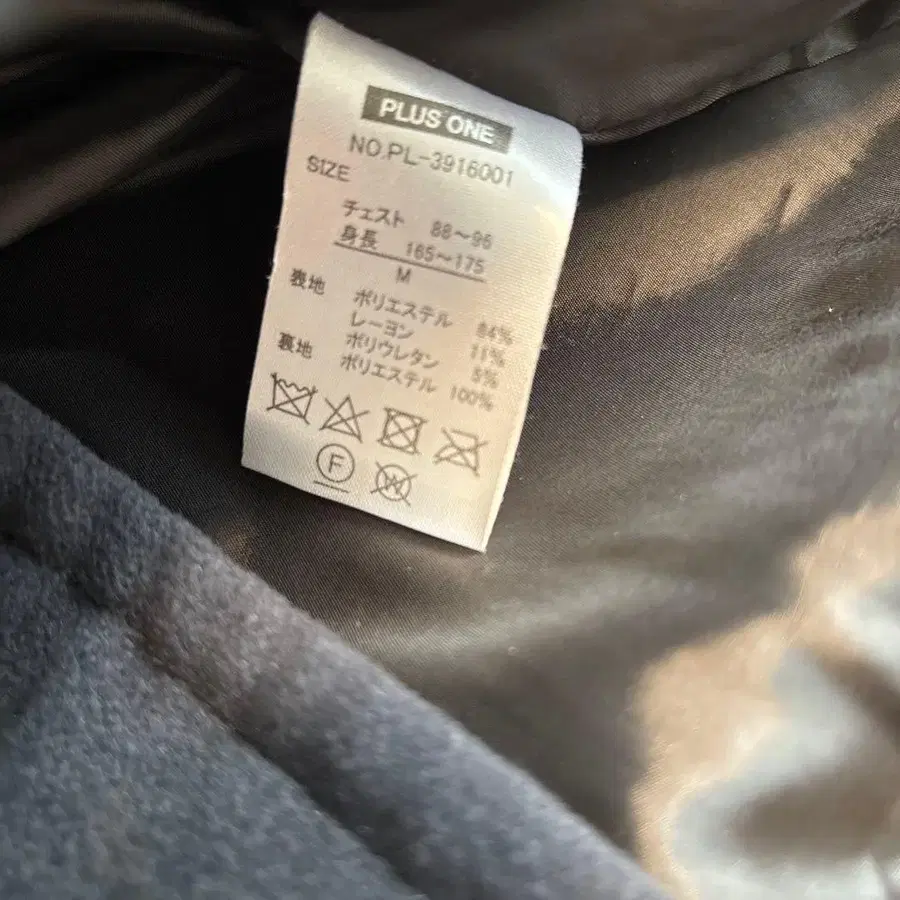 PLUS ONE
NO.PL-3916001
SIZE
チェスト 88～96
身長 165～175
M
表地 ポリエステル 84%
レーヨン 11%
ポリウレタン 5%
裏地 ポリエステル 100%
F
W